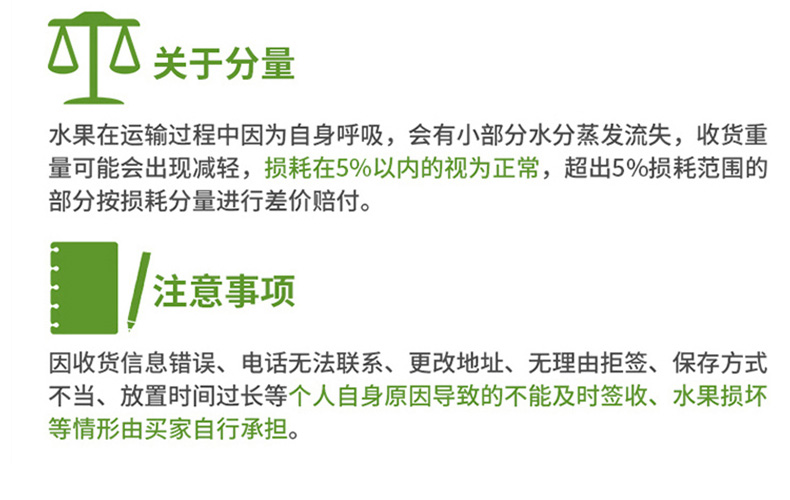 关于分量
水果在运输过程中因为自身呼吸，会有小部分水分蒸发流失，收货重
量可能会出现减轻，损耗在5%以内的视为正常，超出5%损耗范围的
部分按损耗分量进行差价赔付。
注意事项
因收货信息错误、电话无法联系、更改地址、无理由拒签、保存方式
不当、放置时间过长等个人自身原因导致的不能及时签收、水果损坏
等情形由买家自行承担。